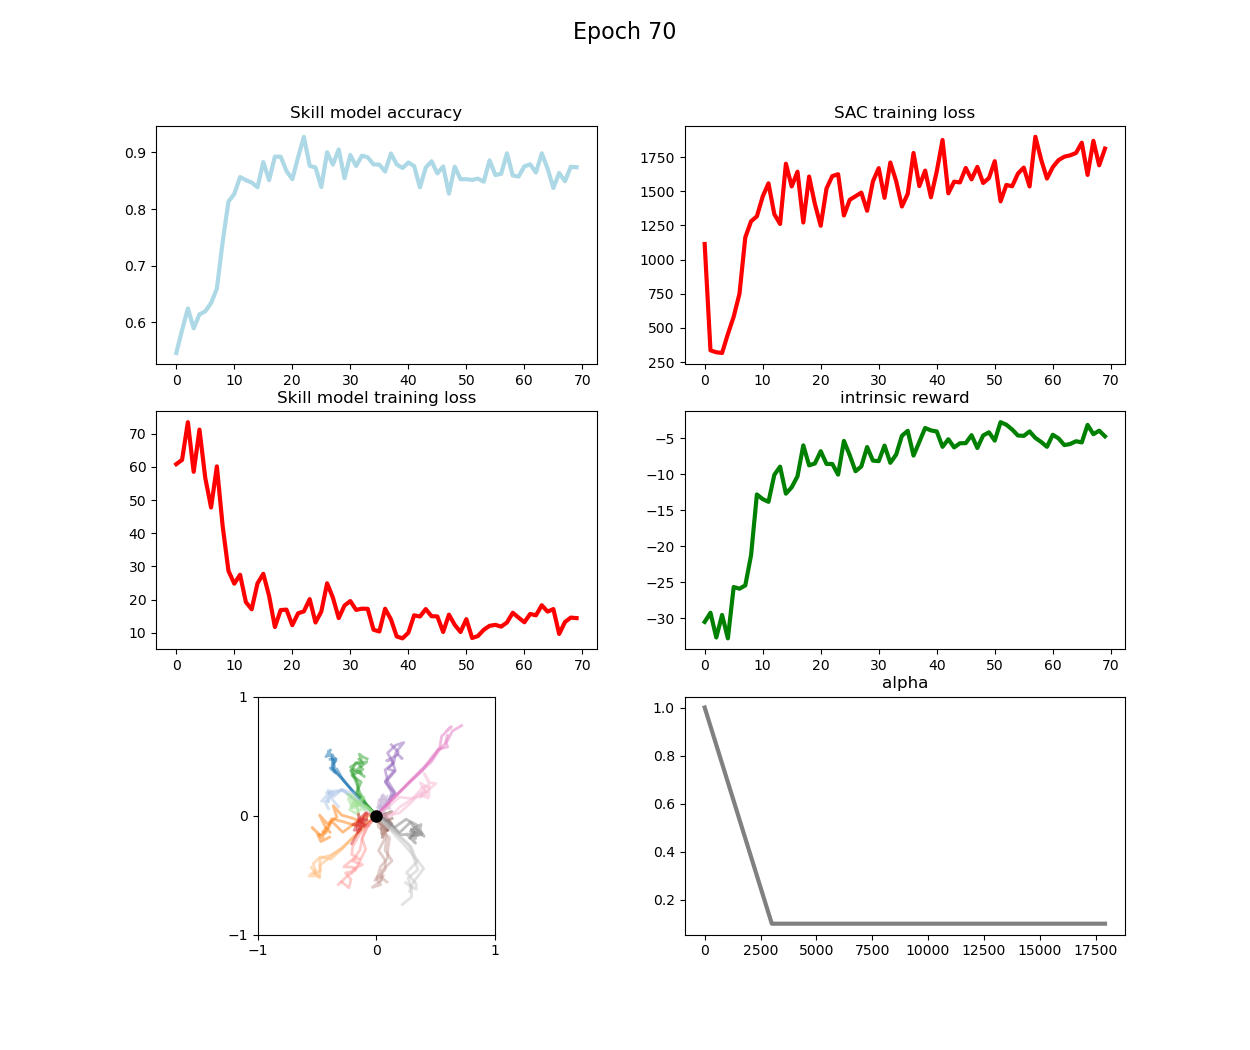 Epoch 70
Skill model accuracy
0.9
0.8
0.7
0.6
0 10 20 30 40 50 60 70
SAC training loss
1750
1500
1250
1000
750
500
250
0 10 20 30 40 50 60 70
Skill model training loss
70
60
50
40
30
20
10
0 10 20 30 40 50 60 70
intrinsic reward
−5
−10
−15
−20
−25
−30
0 10 20 30 40 50 60 70
1
0
−1
−1 0 1
alpha
1.0
0.8
0.6
0.4
0.2
0 2500 5000 7500 10000 12500 15000 17500